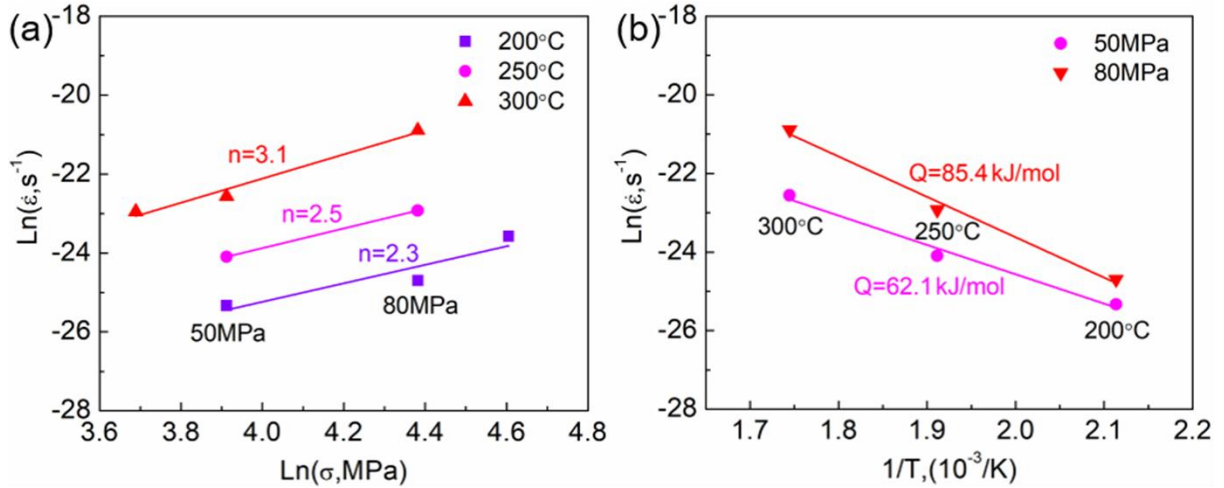 (a)
-18
-20
-22
-24
-26
-28
Ln(ε̇,s⁻¹)
200°C
250°C
300°C
n=3.1
n=2.5
n=2.3
50MPa
80MPa
3.6 3.8 4.0 4.2 4.4 4.6 4.8
Ln(σ,MPa)
(b)
-18
-20
-22
-24
-26
-28
Ln(ε̇,s⁻¹)
50MPa
80MPa
Q=85.4 kJ/mol
300°C
250°C
Q=62.1 kJ/mol
200°C
1.7 1.8 1.9 2.0 2.1 2.2
1/T,(10⁻³/K)